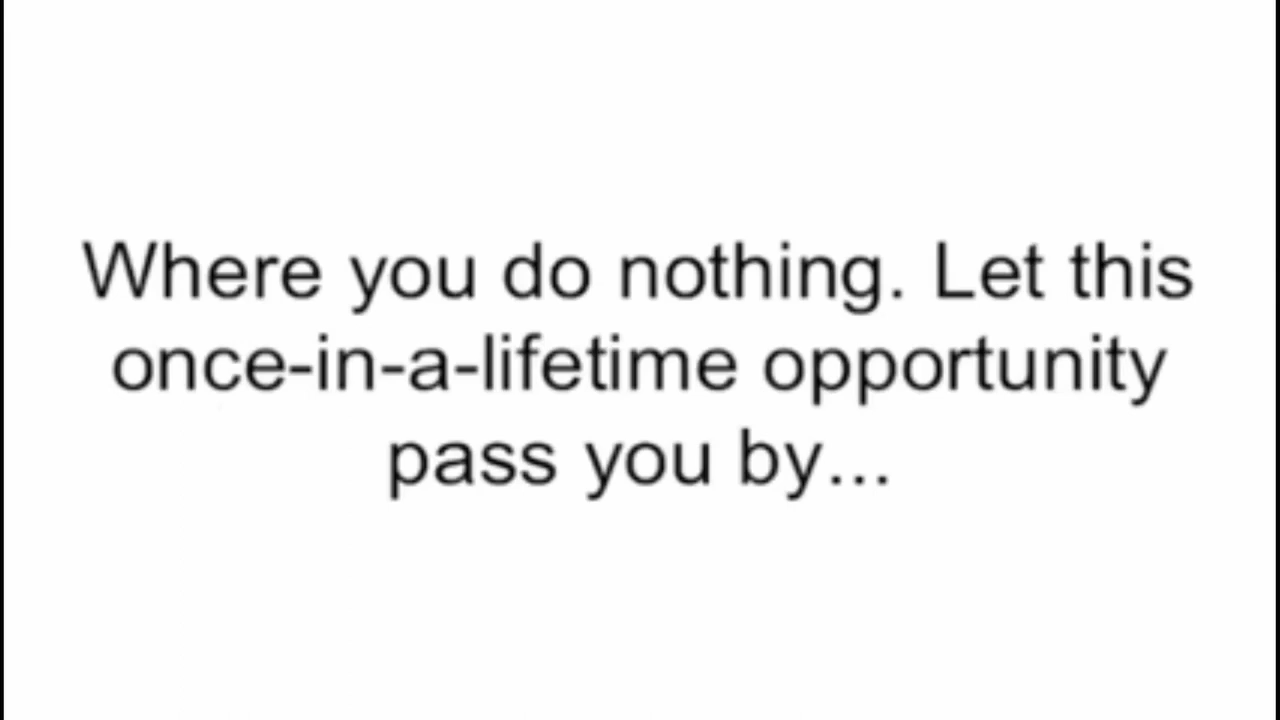 Where you do nothing. Let this
once-in-a-lifetime opportunity
pass you by...